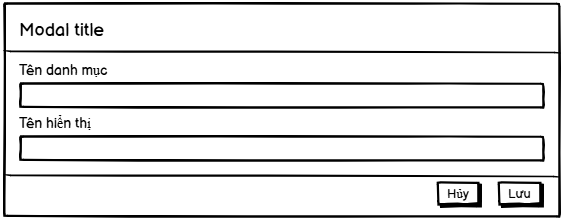 Modal title
Tên danh mục
Tên hiển thị
Hủy
Lưu